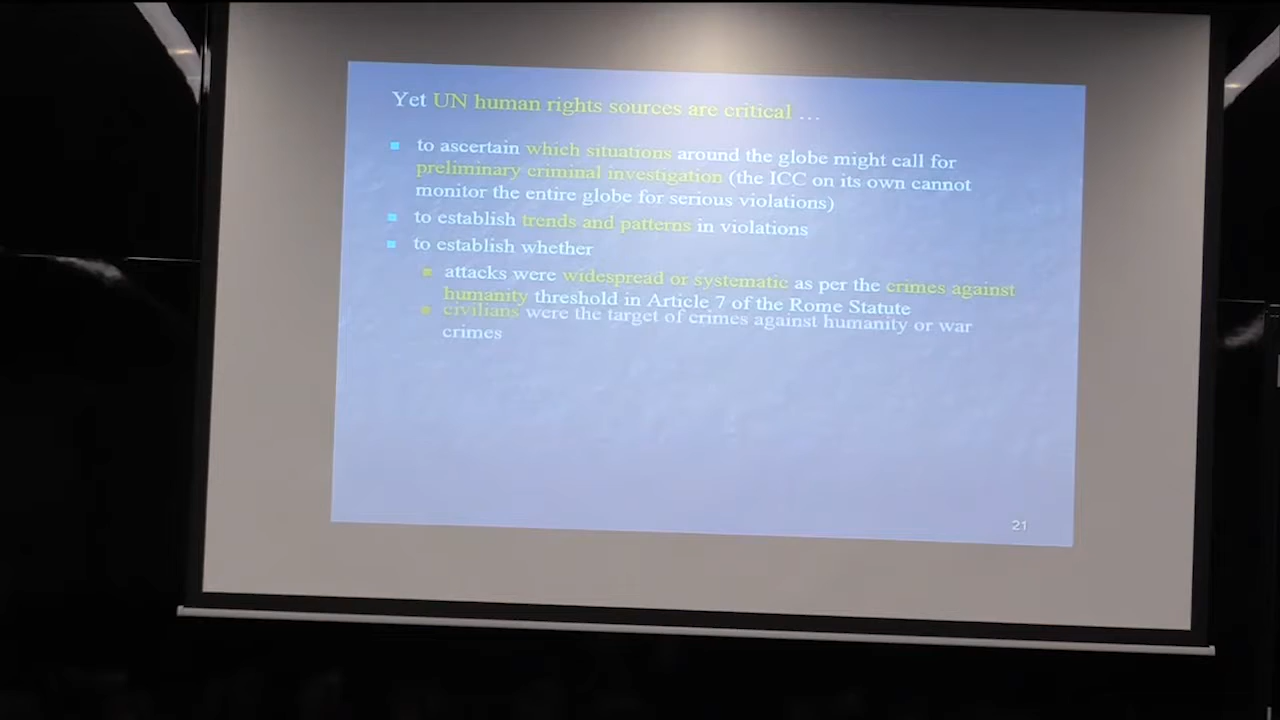 Yet UN human rights sources are critical ...
to ascertain which situations around the globe might call for
preliminary criminal investigation (the ICC on its own cannot
monitor the entire globe for serious violations)
to establish trends and patterns in violations
to establish whether
attacks were widespread or systematic as per the crimes against
humanity threshold in Article 7 of the Rome Statute
civilians were the target of crimes against humanity or war
crimes
21